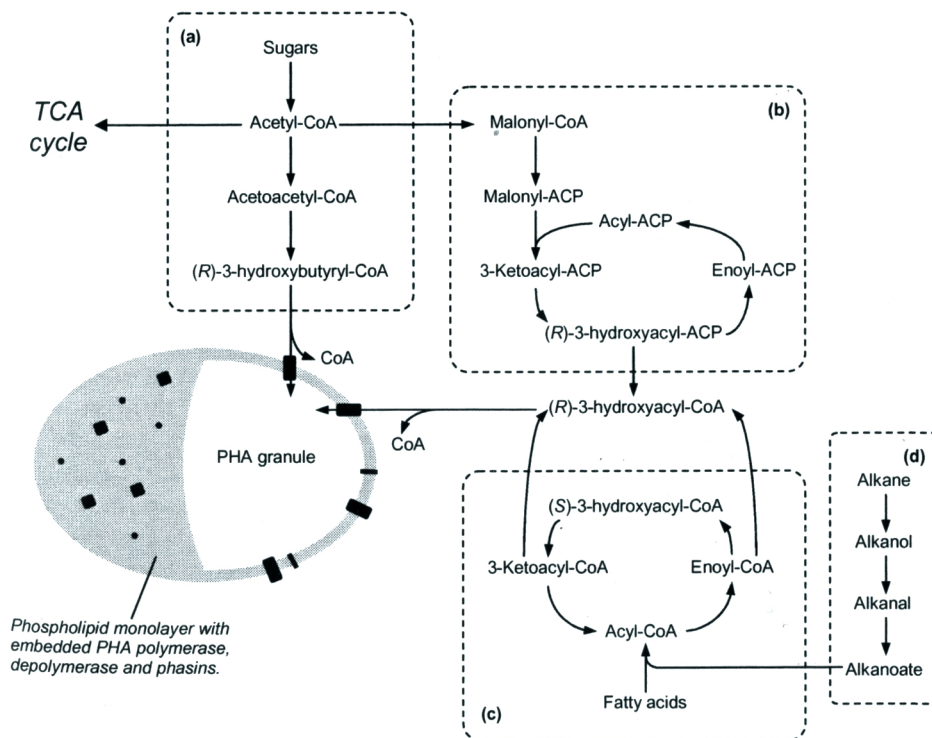 (a)
Sugars
TCA
cycle
Acetyl-CoA
Acetoacetyl-CoA
(R)-3-hydroxybutyryl-CoA
CoA
(b)
Malonyl-CoA
Malonyl-ACP
Acyl-ACP
3-Ketoacyl-ACP
Enoyl-ACP
(R)-3-hydroxyacyl-ACP
(R)-3-hydroxyacyl-CoA
CoA
PHA granule
Phospholipid monolayer with
embedded PHA polymerase,
depolymerase and phasins.
(S)-3-hydroxyacyl-CoA
3-Ketoacyl-CoA
Enoyl-CoA
Acyl-CoA
Fatty acids
(c)
(d)
Alkane
Alkanol
Alkanal
Alkanoate